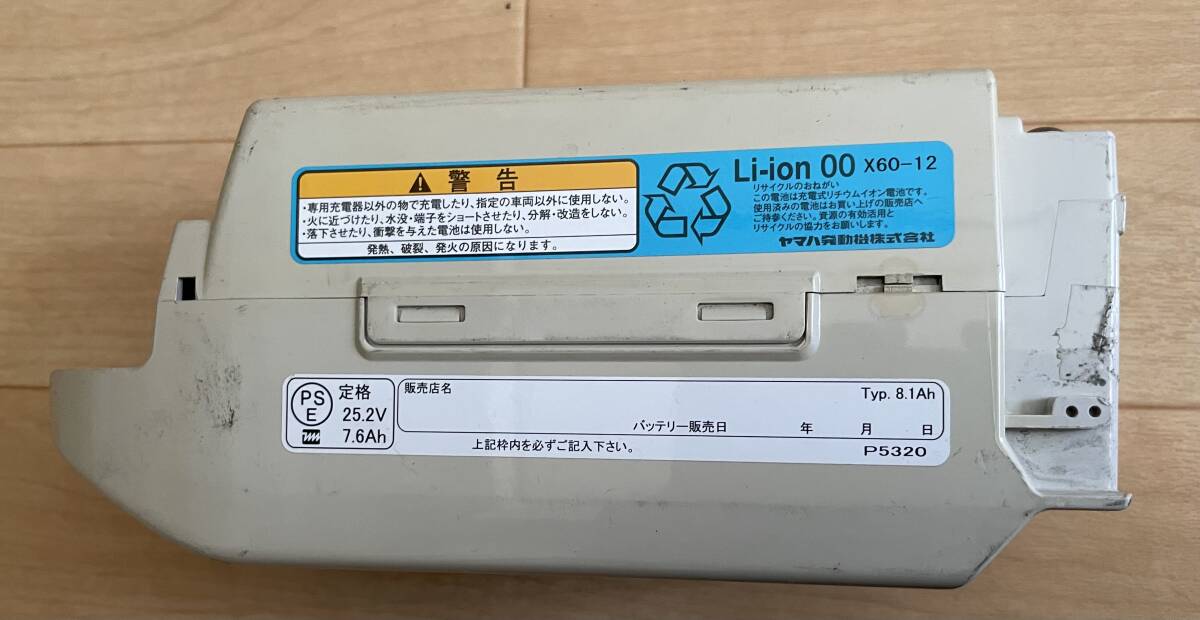 警告
・専用充電器以外の物で充電したり、指定の車両以外に使用しない。
・火に近づけたり、水没・端子をショートさせたり、分解・改造をしない。
・落下させたり、衝撃を与えた電池は使用しない。
発熱、破裂、発火の原因になります。
Li-ion 00 X60-12
リサイクルのおねがい
この電池は充電式リチウムイオン電池です。
使用済みの電池はお買い上げの販売店へ
ご持参ください。資源の有効活用と
リサイクルの協力をお願いします。
ヤマハ発動機株式会社
PS
E
定格
25.2V
7.6Ah
販売店名
Typ. 8.1Ah
バッテリー販売日 年 月 日
上記枠内を必ずご記入下さい。
P5320